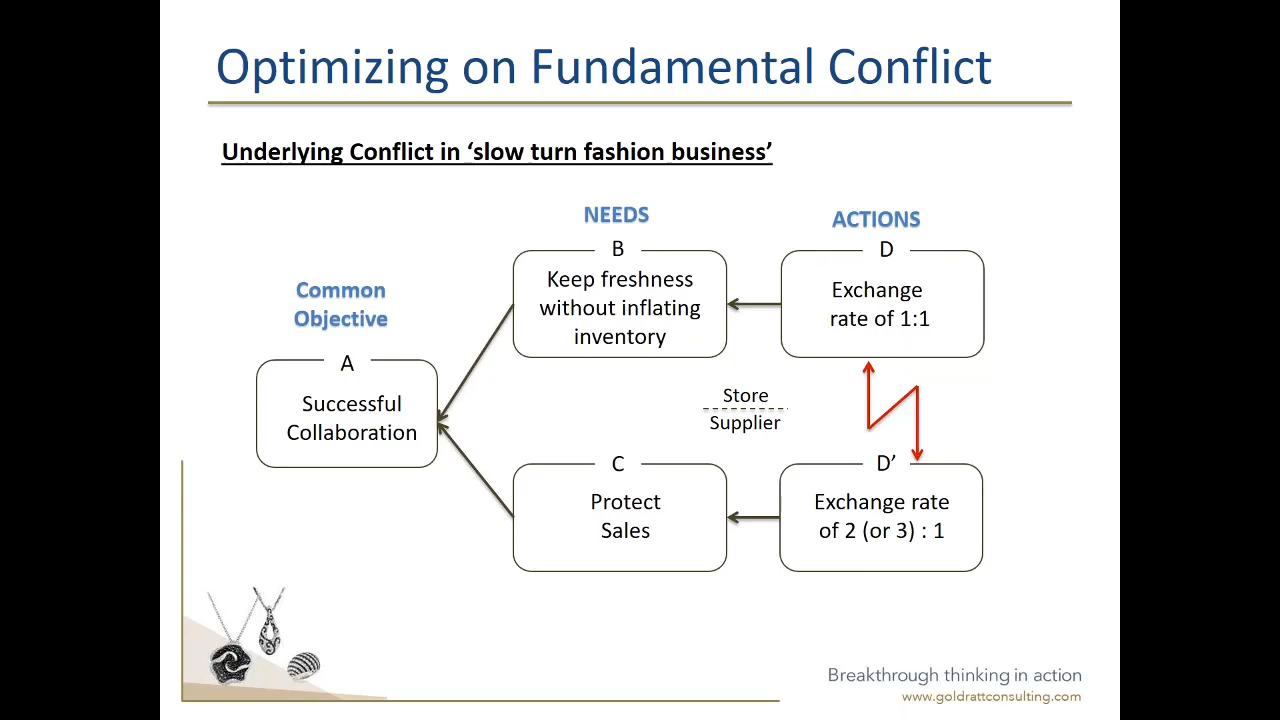 Optimizing on Fundamental Conflict
Underlying Conflict in ‘slow turn fashion business’
NEEDS
ACTIONS
Common
Objective
A
Successful
Collaboration
B
Keep freshness
without inflating
inventory
D
Exchange
rate of 1:1
Store
Supplier
C
Protect
Sales
D’
Exchange rate
of 2 (or 3) : 1
Breakthrough thinking in action
www.goldrattconsulting.com